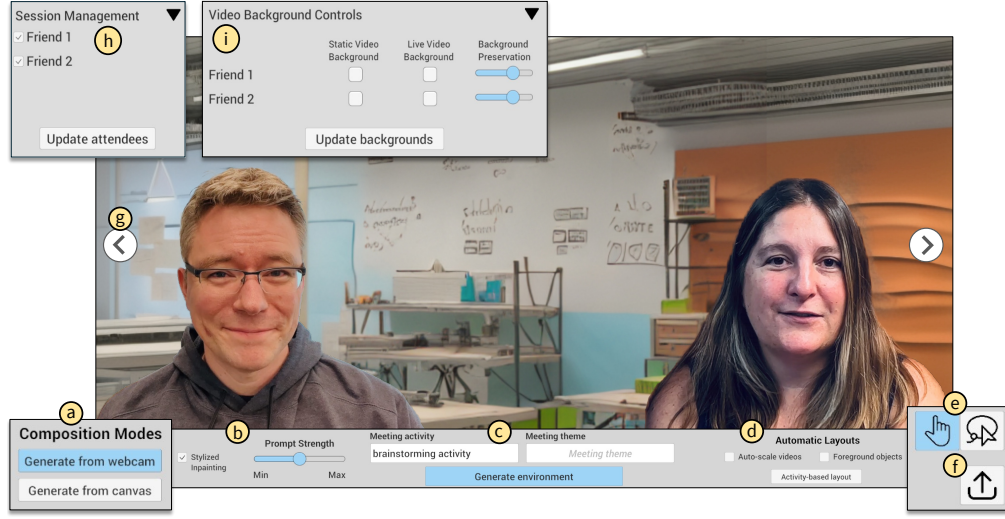 Session Management
Friend 1
h
Friend 2
Update attendees
Video Background Controls
i
Static Video
Background
Live Video
Background
Background
Preservation
Friend 1
Friend 2
Update backgrounds
g
a
Composition Modes
Generate from webcam
Generate from canvas
b
Stylized
Inpainting
Prompt Strength
Min Max
Meeting activity
brainstorming activity
c
Meeting theme
Meeting theme
Generate environment
d
Automatic Layouts
Auto-scale videos
Foreground objects
Activity-based layout
e
f